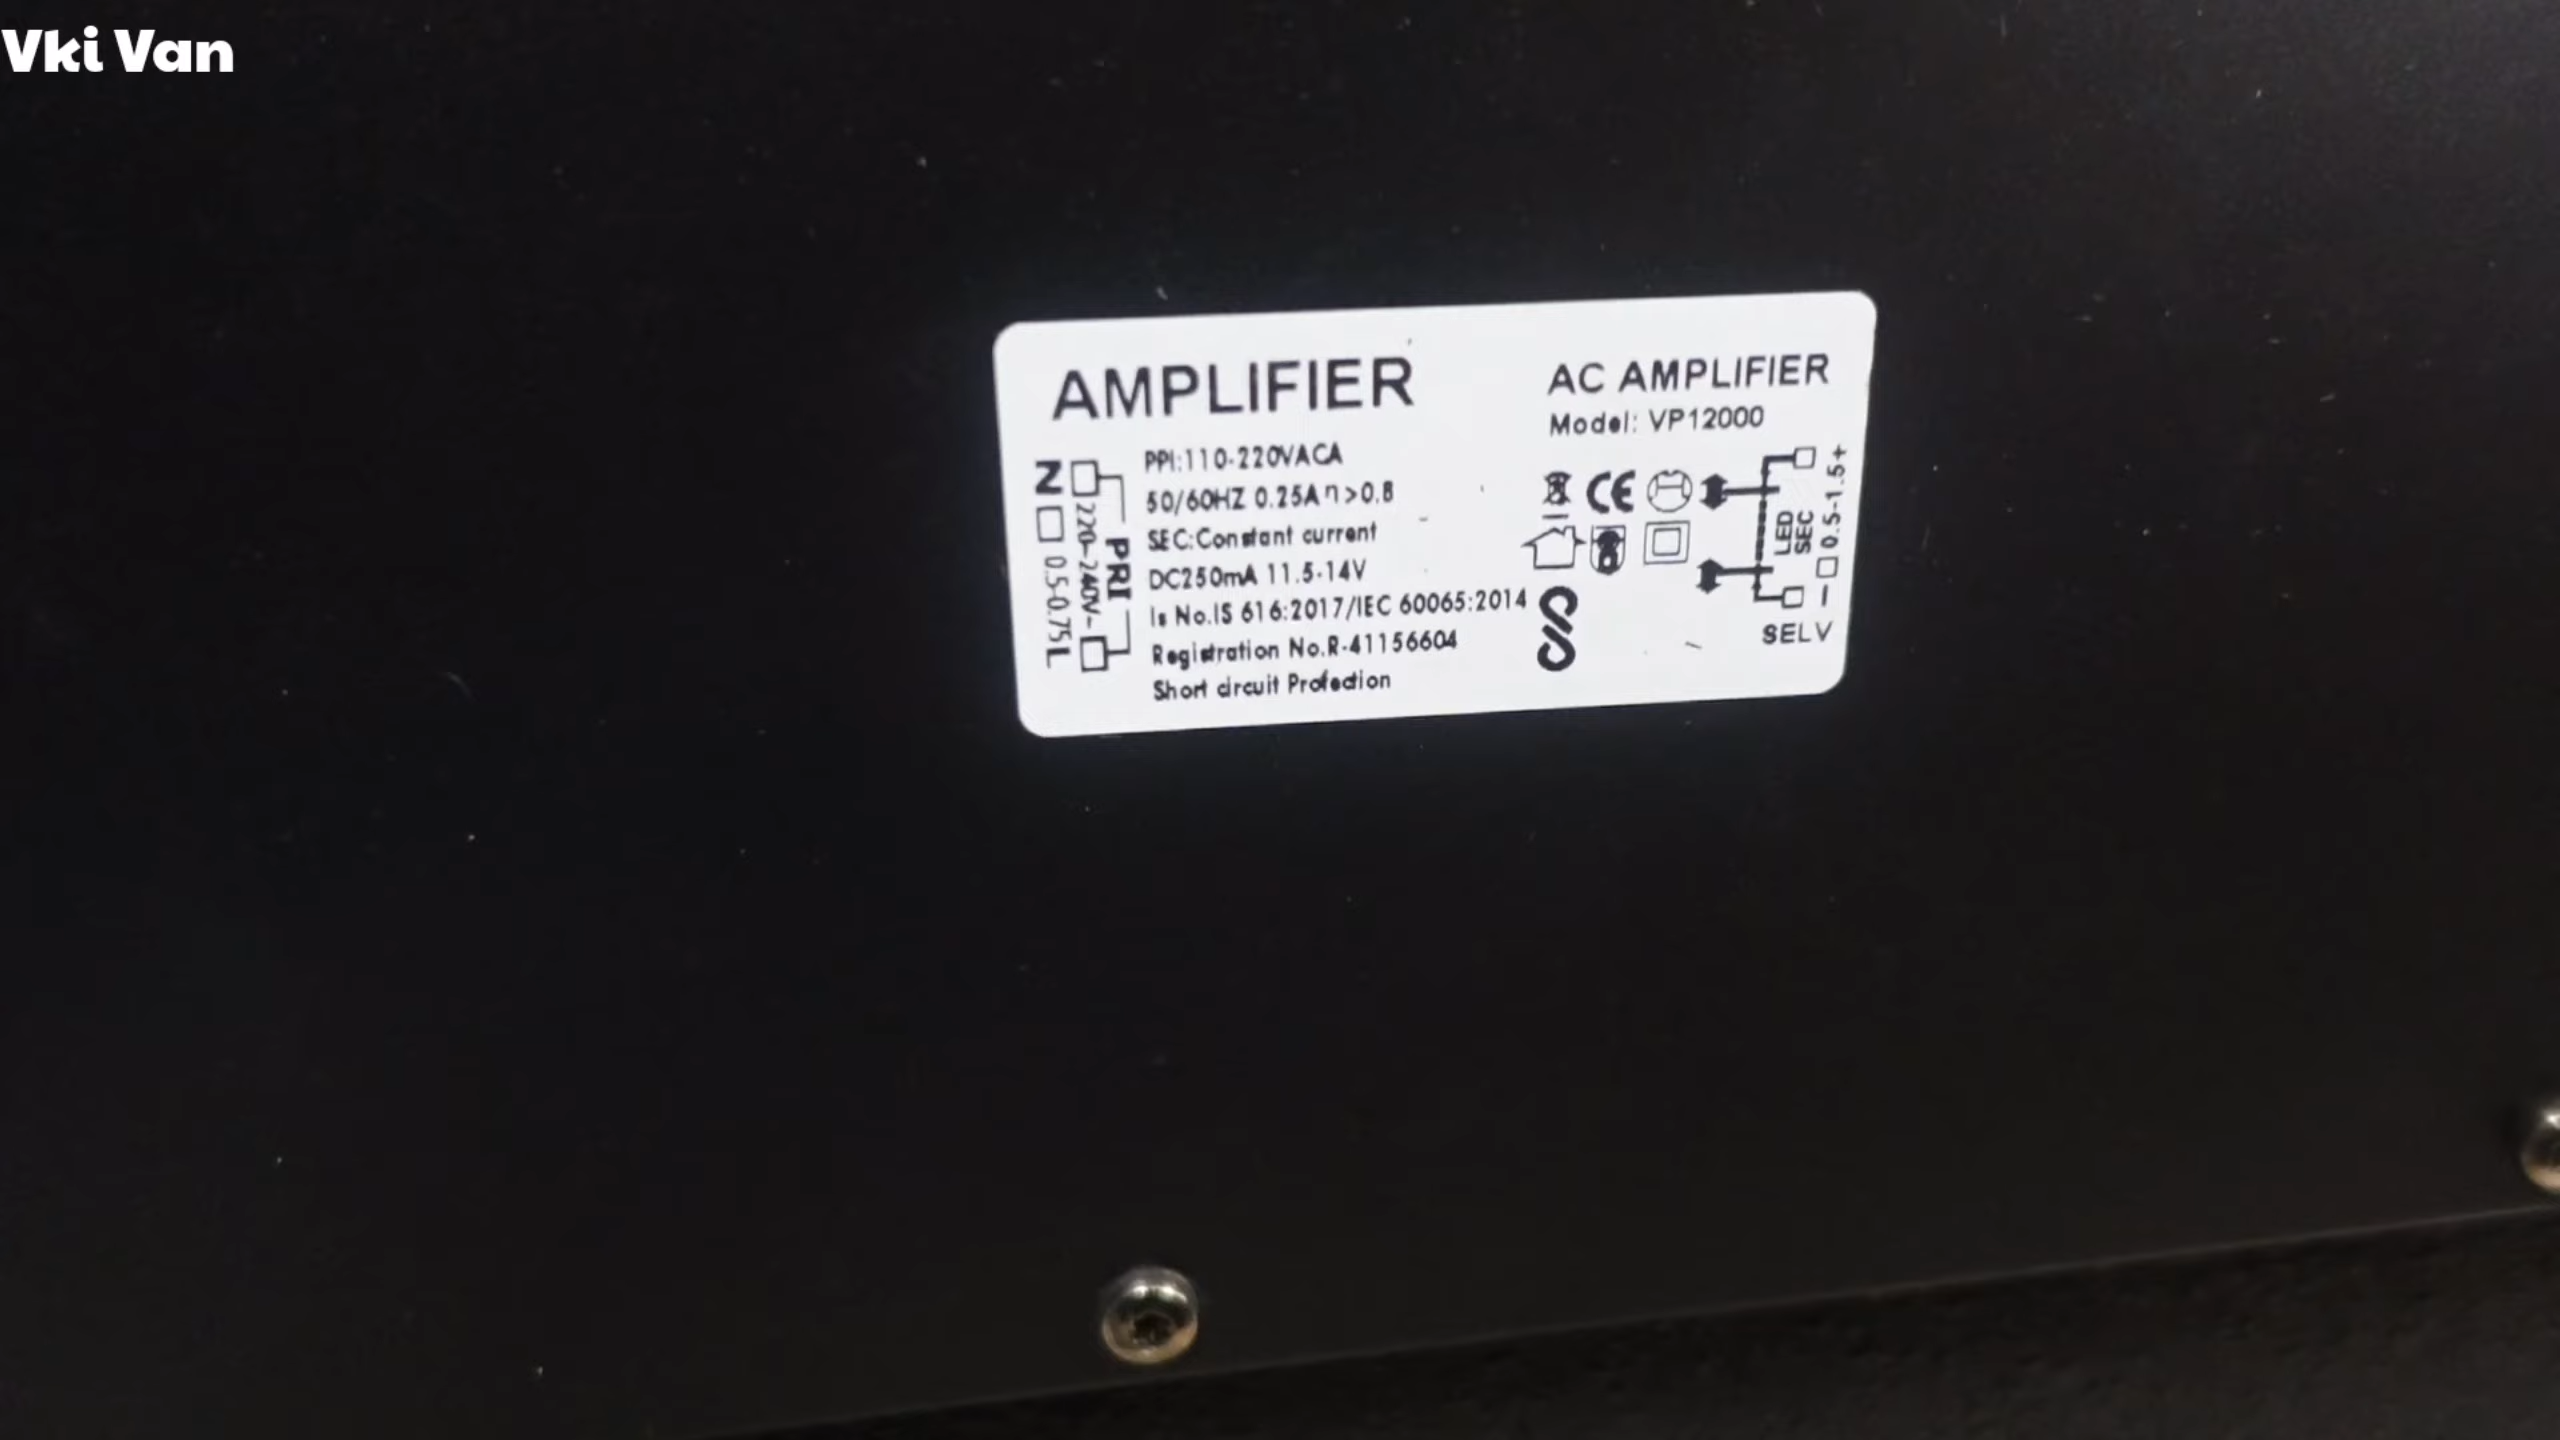 Vki Van
AMPLIFIER
PPI:110-220VACA
50/60HZ 0.25A η>0.8
SEC:Constant current
DC250mA 11.5-14V
Is No.IS 616:2017/IEC 60065:2014
Registration No.R-41156604
Short circuit Profection
N
0.5-0.75
L
220~240V~
PRI
AC AMPLIFIER
Model: VP12000
CE
LED
SEC
0.5-1.5
+
−
SELV